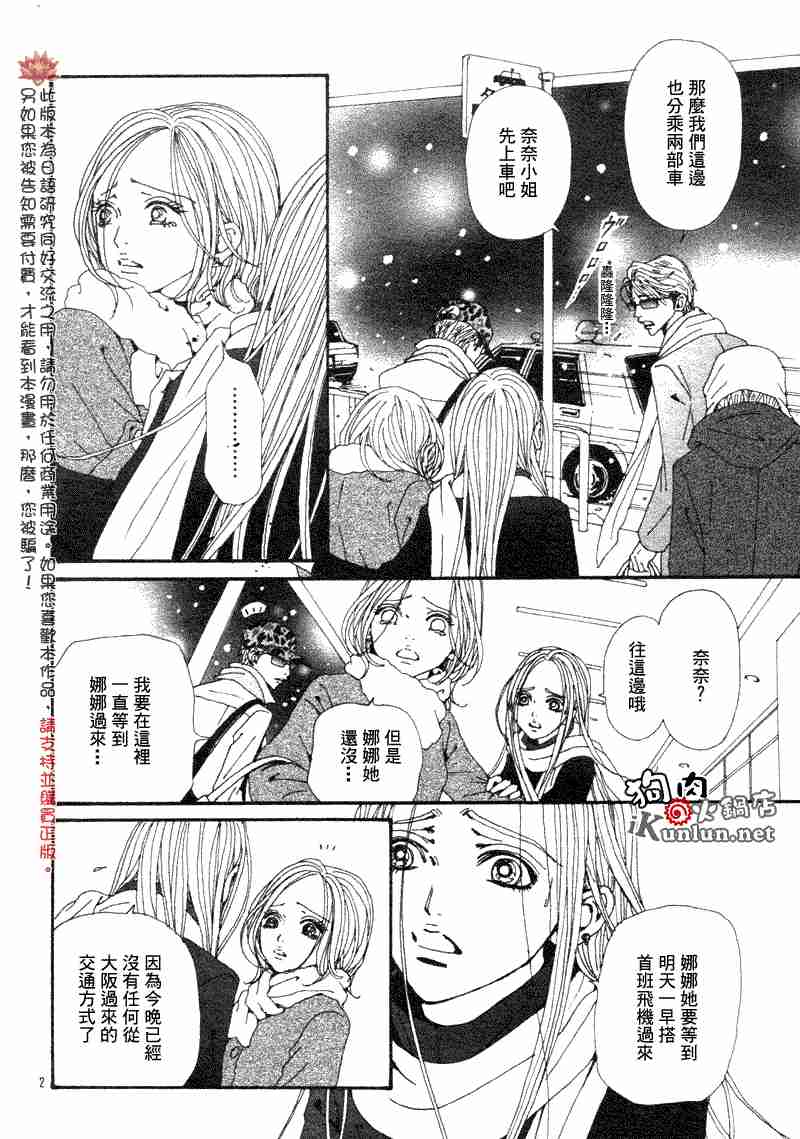 那麼我們這邊
也分乘兩部車
奈奈小姐
先上車吧
ヴロロロ…
轟隆隆隆…
………
奈奈？
往這邊哦
但是
娜娜她
還沒…
我要在這裡
一直等到
娜娜過來…
娜娜她要等到
明天一早搭
首班飛機過來
因為今晚已經
沒有任何從
大阪過來的
交通方式了
2
此版本為日語研究同好交流之用，請勿用於任何商業用途。如果您喜歡本作品，請支持並購買正版。
另如果您被告知需要付費，才能看到本漫畫，那麼，您被騙了！
狗肉火鍋店
iKunlun.net